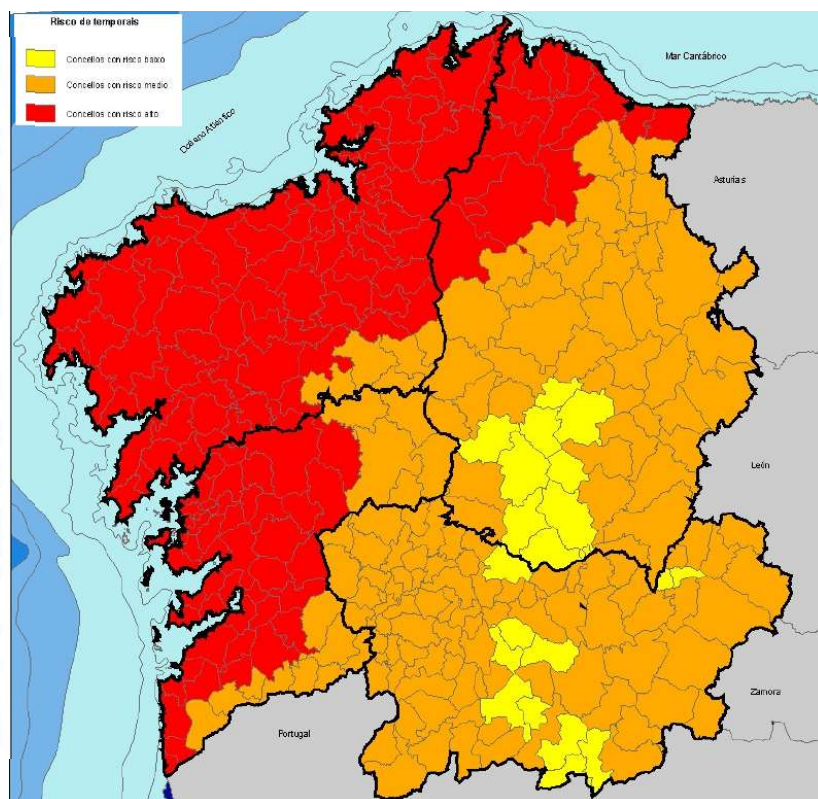 Risco de temporais
Concellos con risco baixo
Concellos con risco medio
Concellos con risco alto
Mar Cantábrico
Océano Atlántico
Asturias
León
Zamora
Portugal